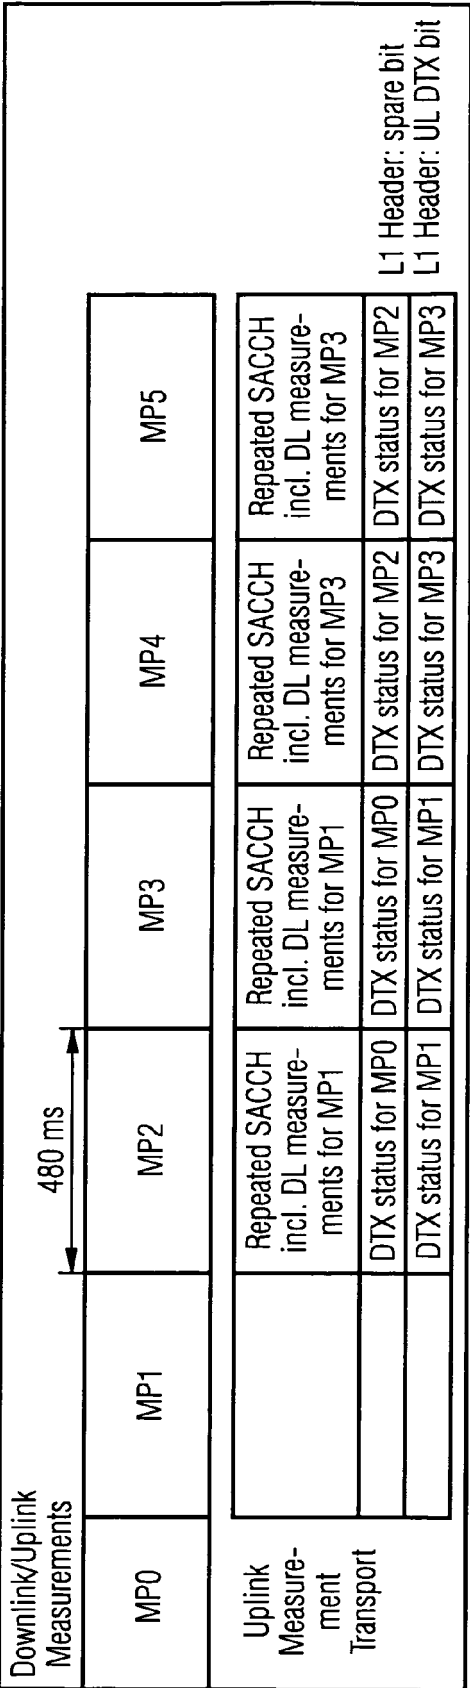 Downlink/Uplink
Measurements
480 ms
MP0
MP1
MP2
MP3
MP4
MP5
Uplink
Measure-
ment
Transport
Repeated SACCH
incl. DL measure-
ments for MP1
Repeated SACCH
incl. DL measure-
ments for MP1
Repeated SACCH
incl. DL measure-
ments for MP3
Repeated SACCH
incl. DL measure-
ments for MP3
DTX status for MP0
DTX status for MP0
DTX status for MP2
DTX status for MP2
L1 Header: spare bit
DTX status for MP1
DTX status for MP1
DTX status for MP3
DTX status for MP3
L1 Header: UL DTX bit